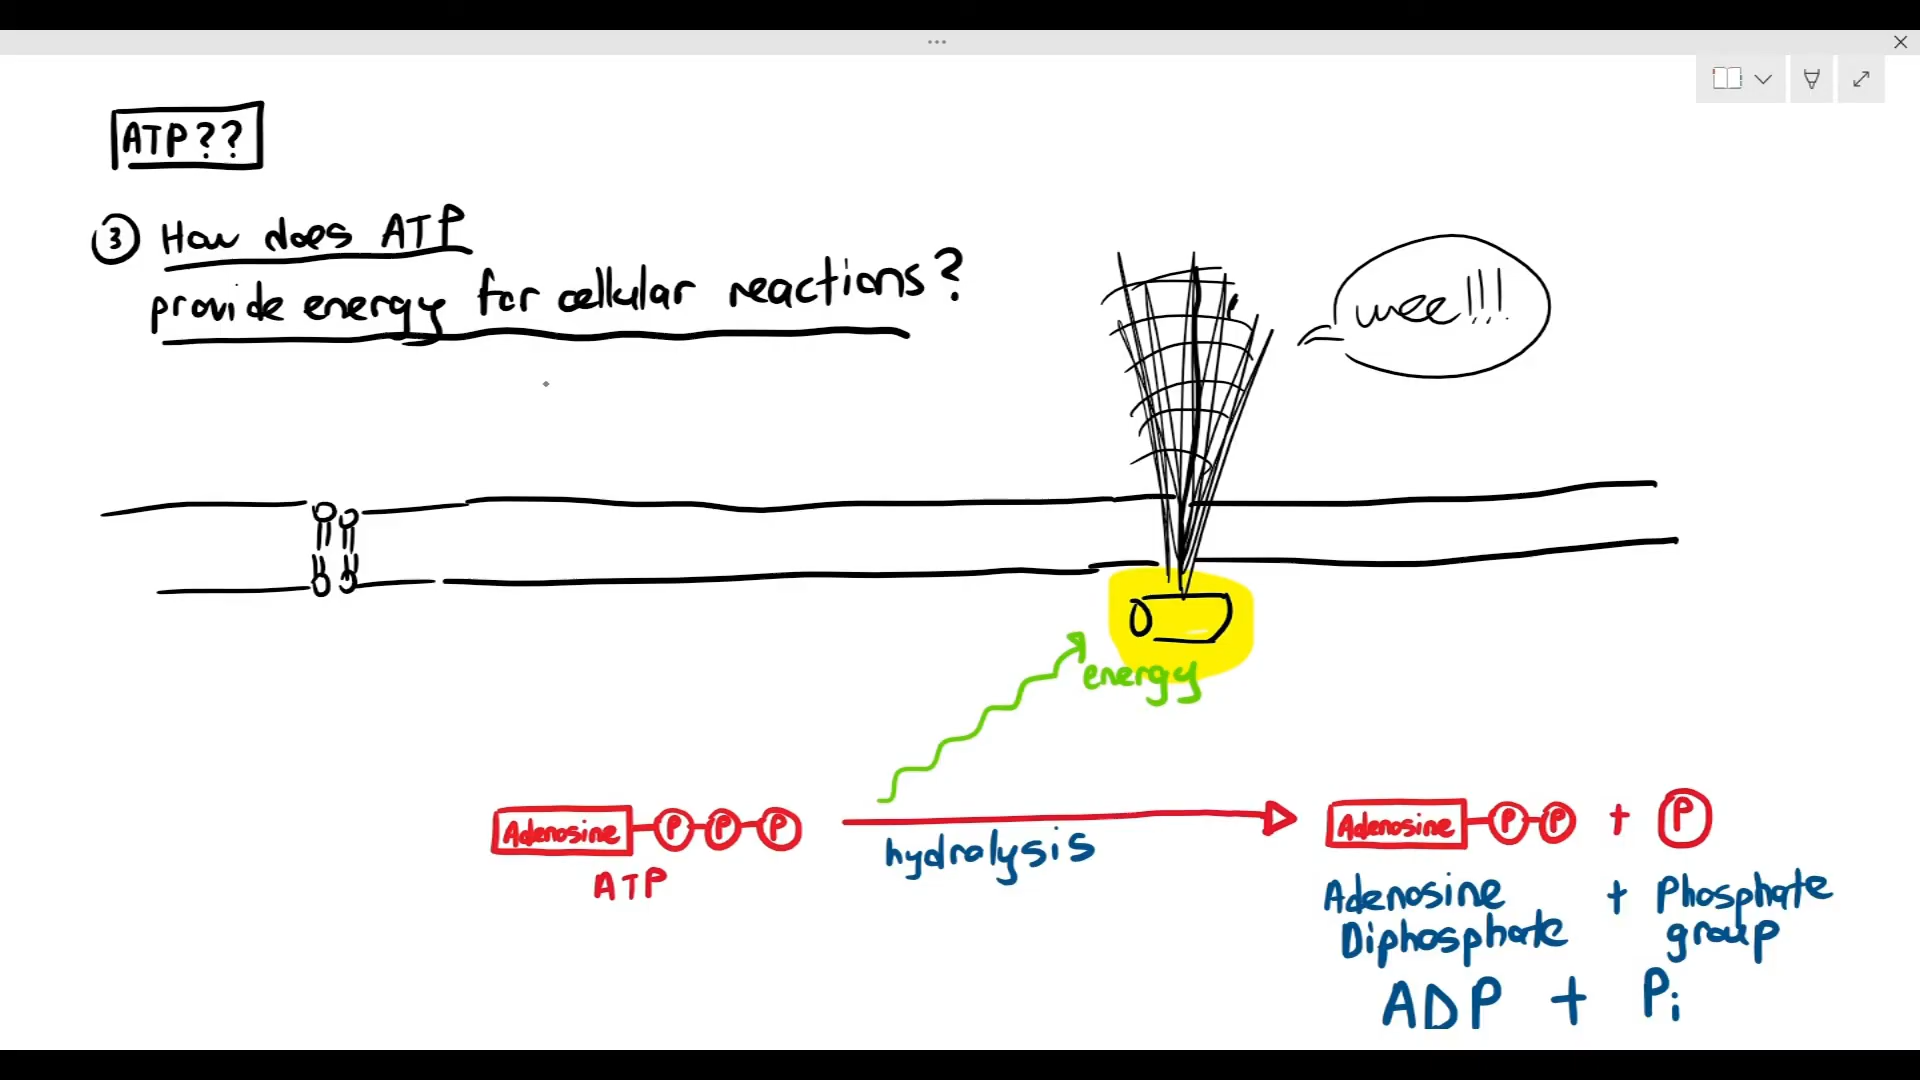 ATP??
3 How does ATP
provide energy for cellular reactions?
wee!!!
energy
Adenosine P P P
ATP
hydrolysis
Adenosine P P + P
Adenosine + Phosphate
Diphosphate group
ADP + Pi